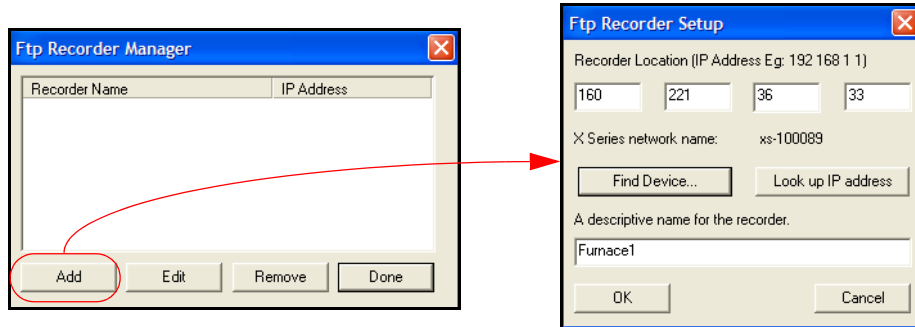 Ftp Recorder Manager
Recorder Name IP Address
Add Edit Remove Done
Ftp Recorder Setup
Recorder Location (IP Address Eg: 192 168 1 1)
160 221 36 33
X Series network name: xs-100089
Find Device... Look up IP address
A descriptive name for the recorder.
Furnace1
OK Cancel